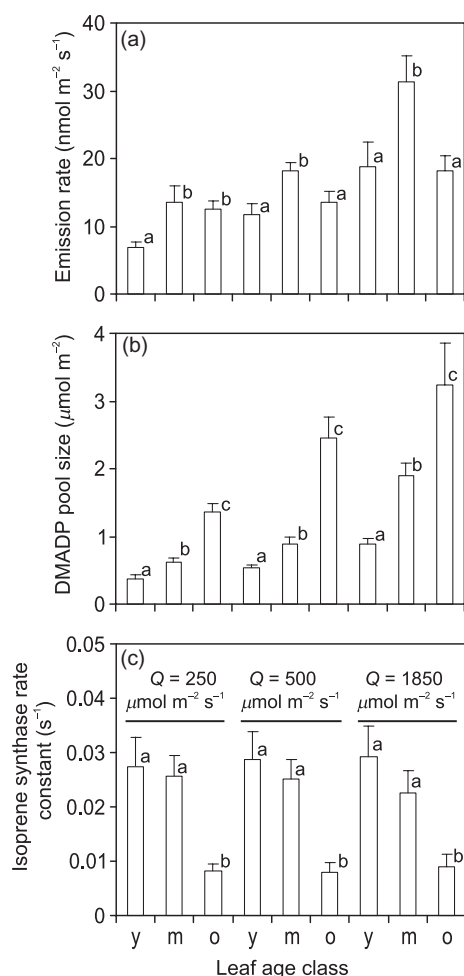 (a)
Emission rate (nmol m⁻² s⁻¹)
40
30
20
10
0
a
b
b
a
b
a
a
b
a
(b)
DMADP pool size (μmol m⁻²)
4
3
2
1
0
a
b
c
a
b
c
a
b
c
(c)
Isoprene synthase rate
constant (s⁻¹)
0.05
0.04
0.03
0.02
0.01
0
Q = 250
μmol m⁻² s⁻¹
Q = 500
μmol m⁻² s⁻¹
Q = 1850
μmol m⁻² s⁻¹
a
a
b
a
a
b
a
a
b
y m o y m o y m o
Leaf age class